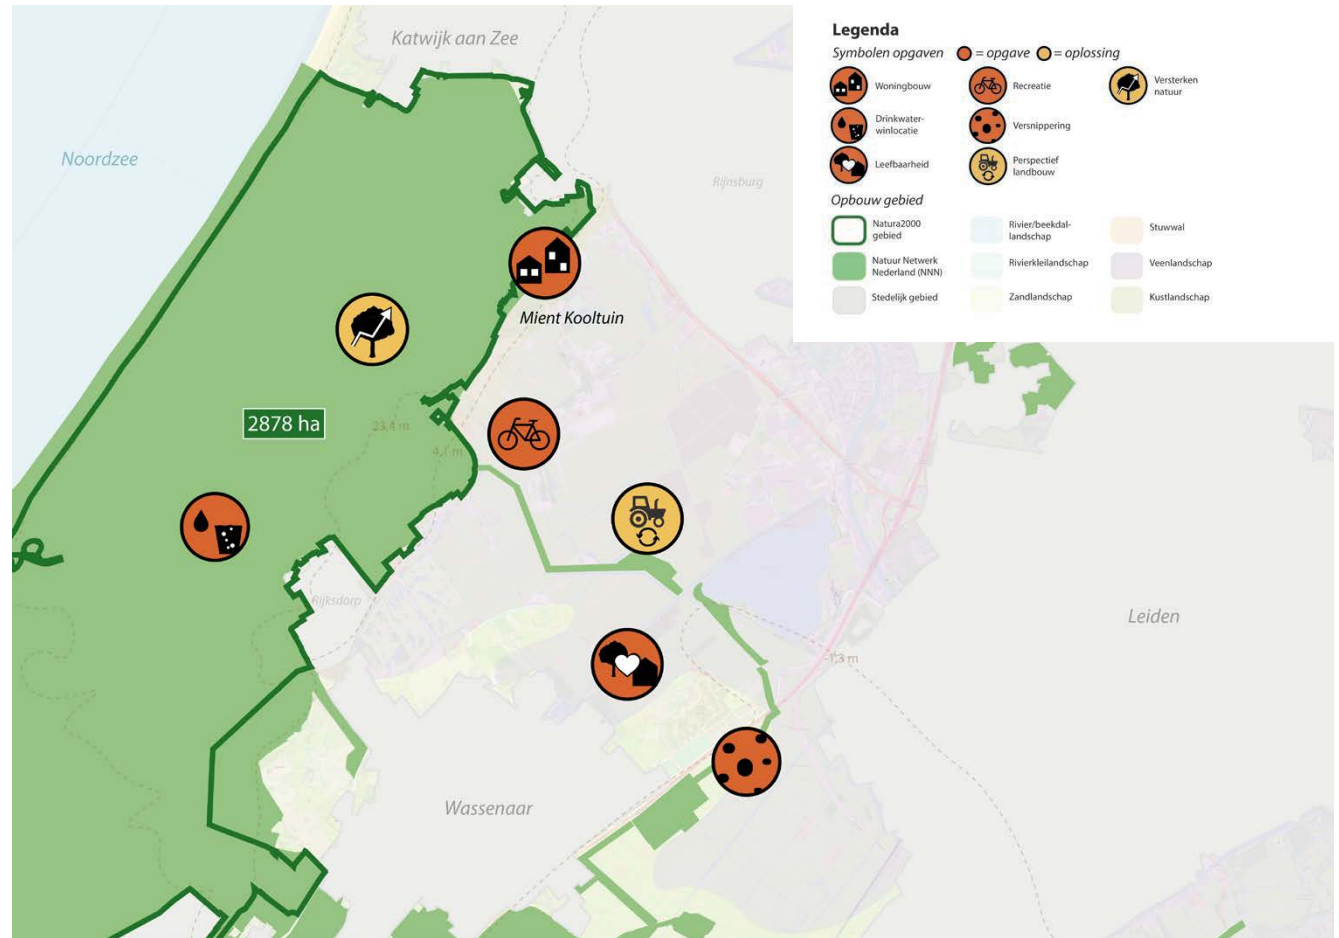 Katwijk aan Zee
Noordzee
Rijnsburg
Mient Kooltuin
2878 ha
23,4 m
4,1 m
Rijksdorp
Leiden
-1,3 m
Wassenaar
Legenda
Symbolen opgaven = opgave = oplossing
Woningbouw
Recreatie
Versterken
natuur
Drinkwater-
winlocatie
Versnippering
Leefbaarheid
Perspectief
landbouw
Opbouw gebied
Natura2000
gebied
Rivier/beekdal-
landschap
Stuwwal
Natuur Netwerk
Nederland (NNN)
Rivierkleilandschap
Veenlandschap
Stedelijk gebied
Zandlandschap
Kustlandschap